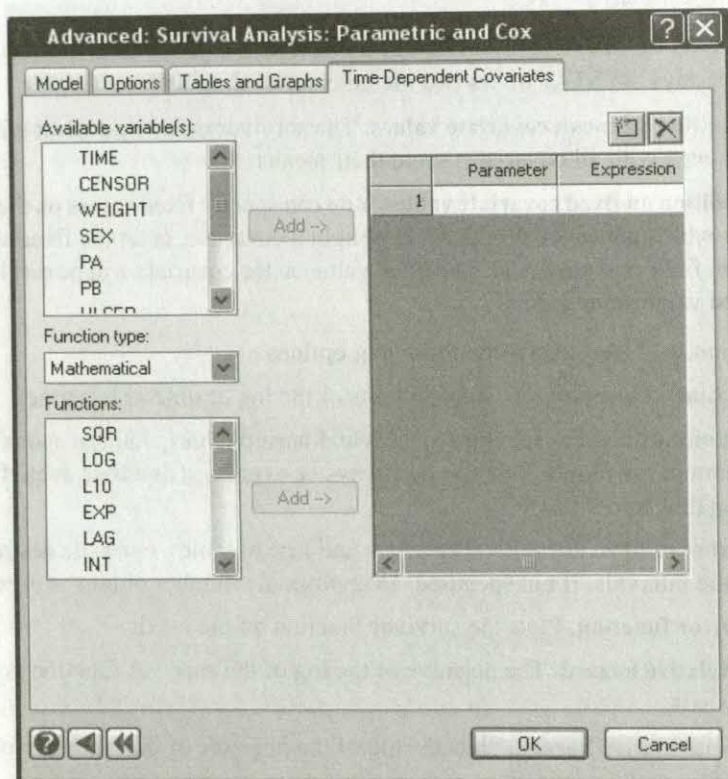 Advanced: Survival Analysis: Parametric and Cox
Model
Options
Tables and Graphs
Time-Dependent Covariates
Available variable(s):
TIME
CENSOR
WEIGHT
SEX
PA
PB
ULCER
Add -->
Function type:
Mathematical
Functions:
SQR
LOG
L10
EXP
LAG
INT
Add -->
Parameter Expression
1
OK
Cancel